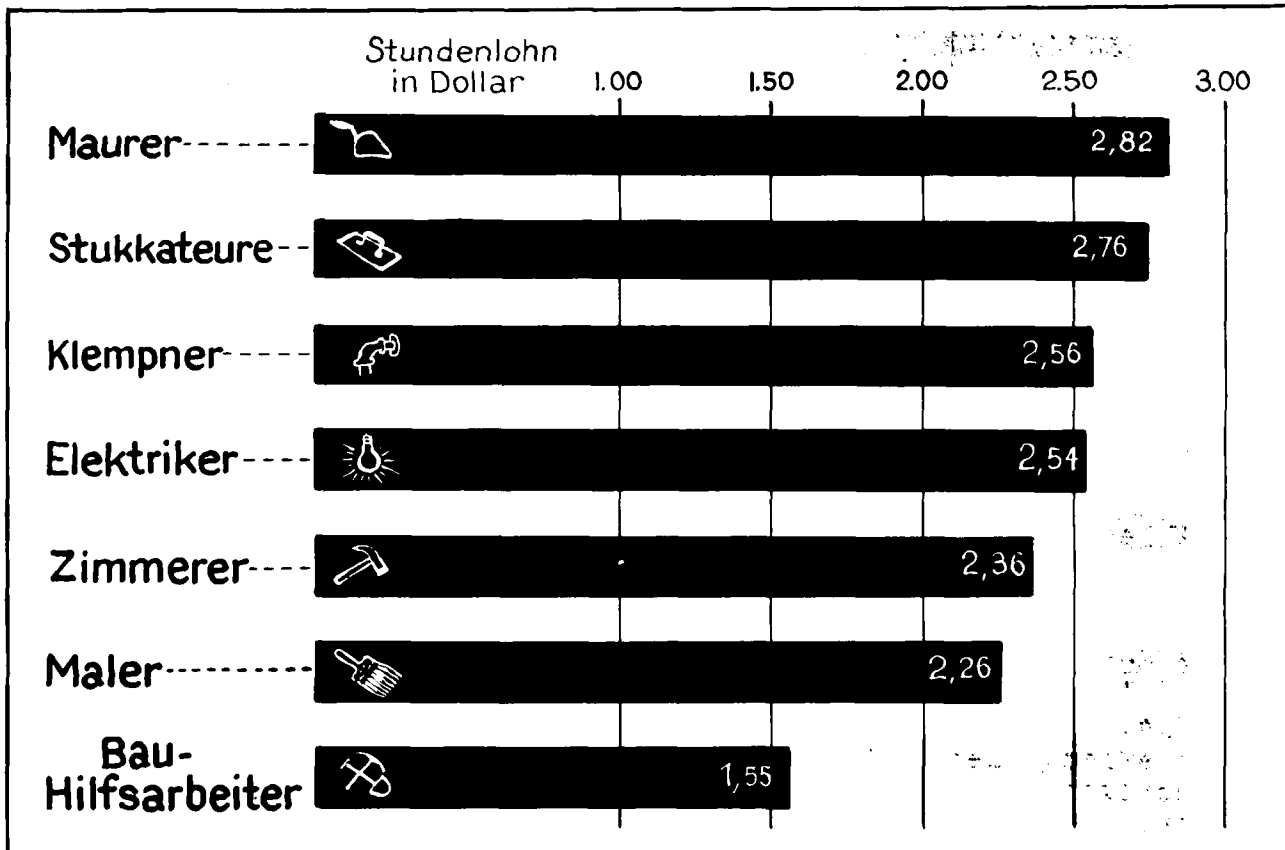 Stundenlohn
in Dollar 1.00 1.50 2.00 2.50 3.00
Maurer 2,82
Stukkateure 2,76
Klempner 2,56
Elektriker 2,54
Zimmerer 2,36
Maler 2,26
Bau-
Hilfsarbeiter 1,55